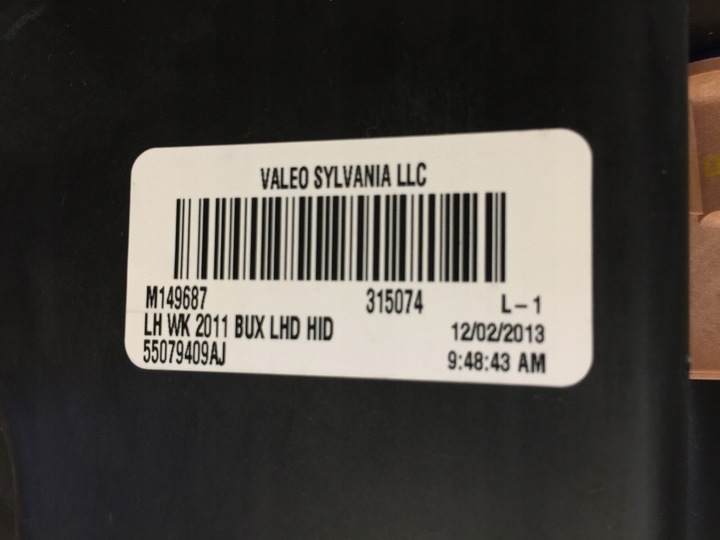 VALEO SYLVANIA LLC
M149687 315074 L-1
LH WK 2011 BUX LHD HID 12/02/2013
55079409AJ 9:48:43 AM